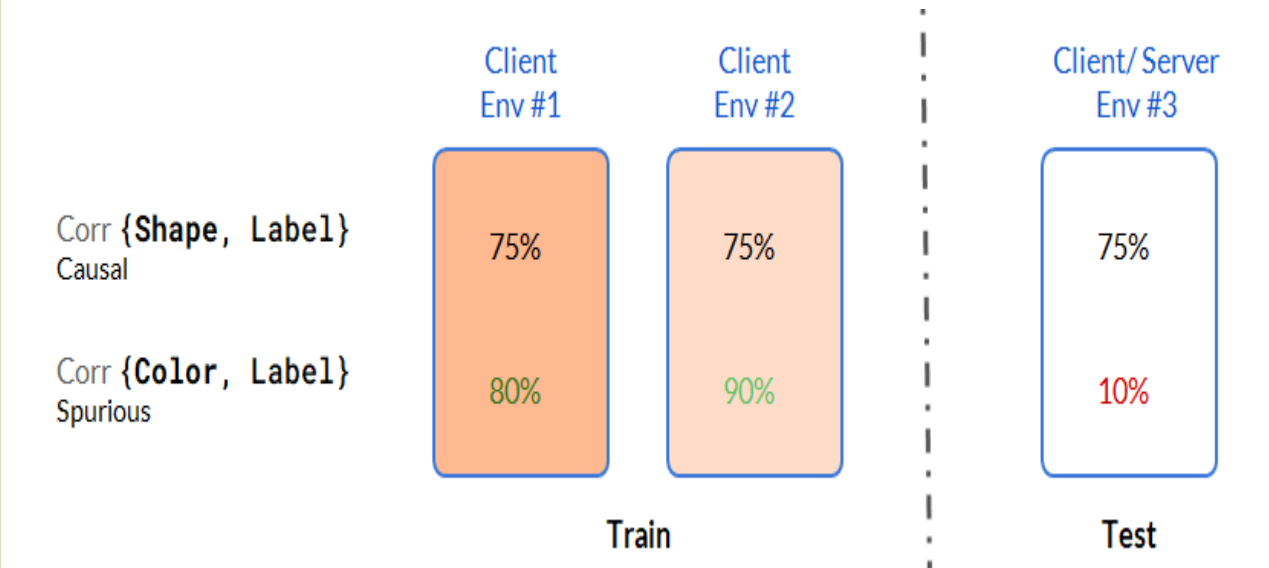 Client
Env #1
Client
Env #2
Client/ Server
Env #3
Corr {Shape, Label}
Causal
75%
75%
75%
Corr {Color, Label}
Spurious
80%
90%
10%
Train
Test